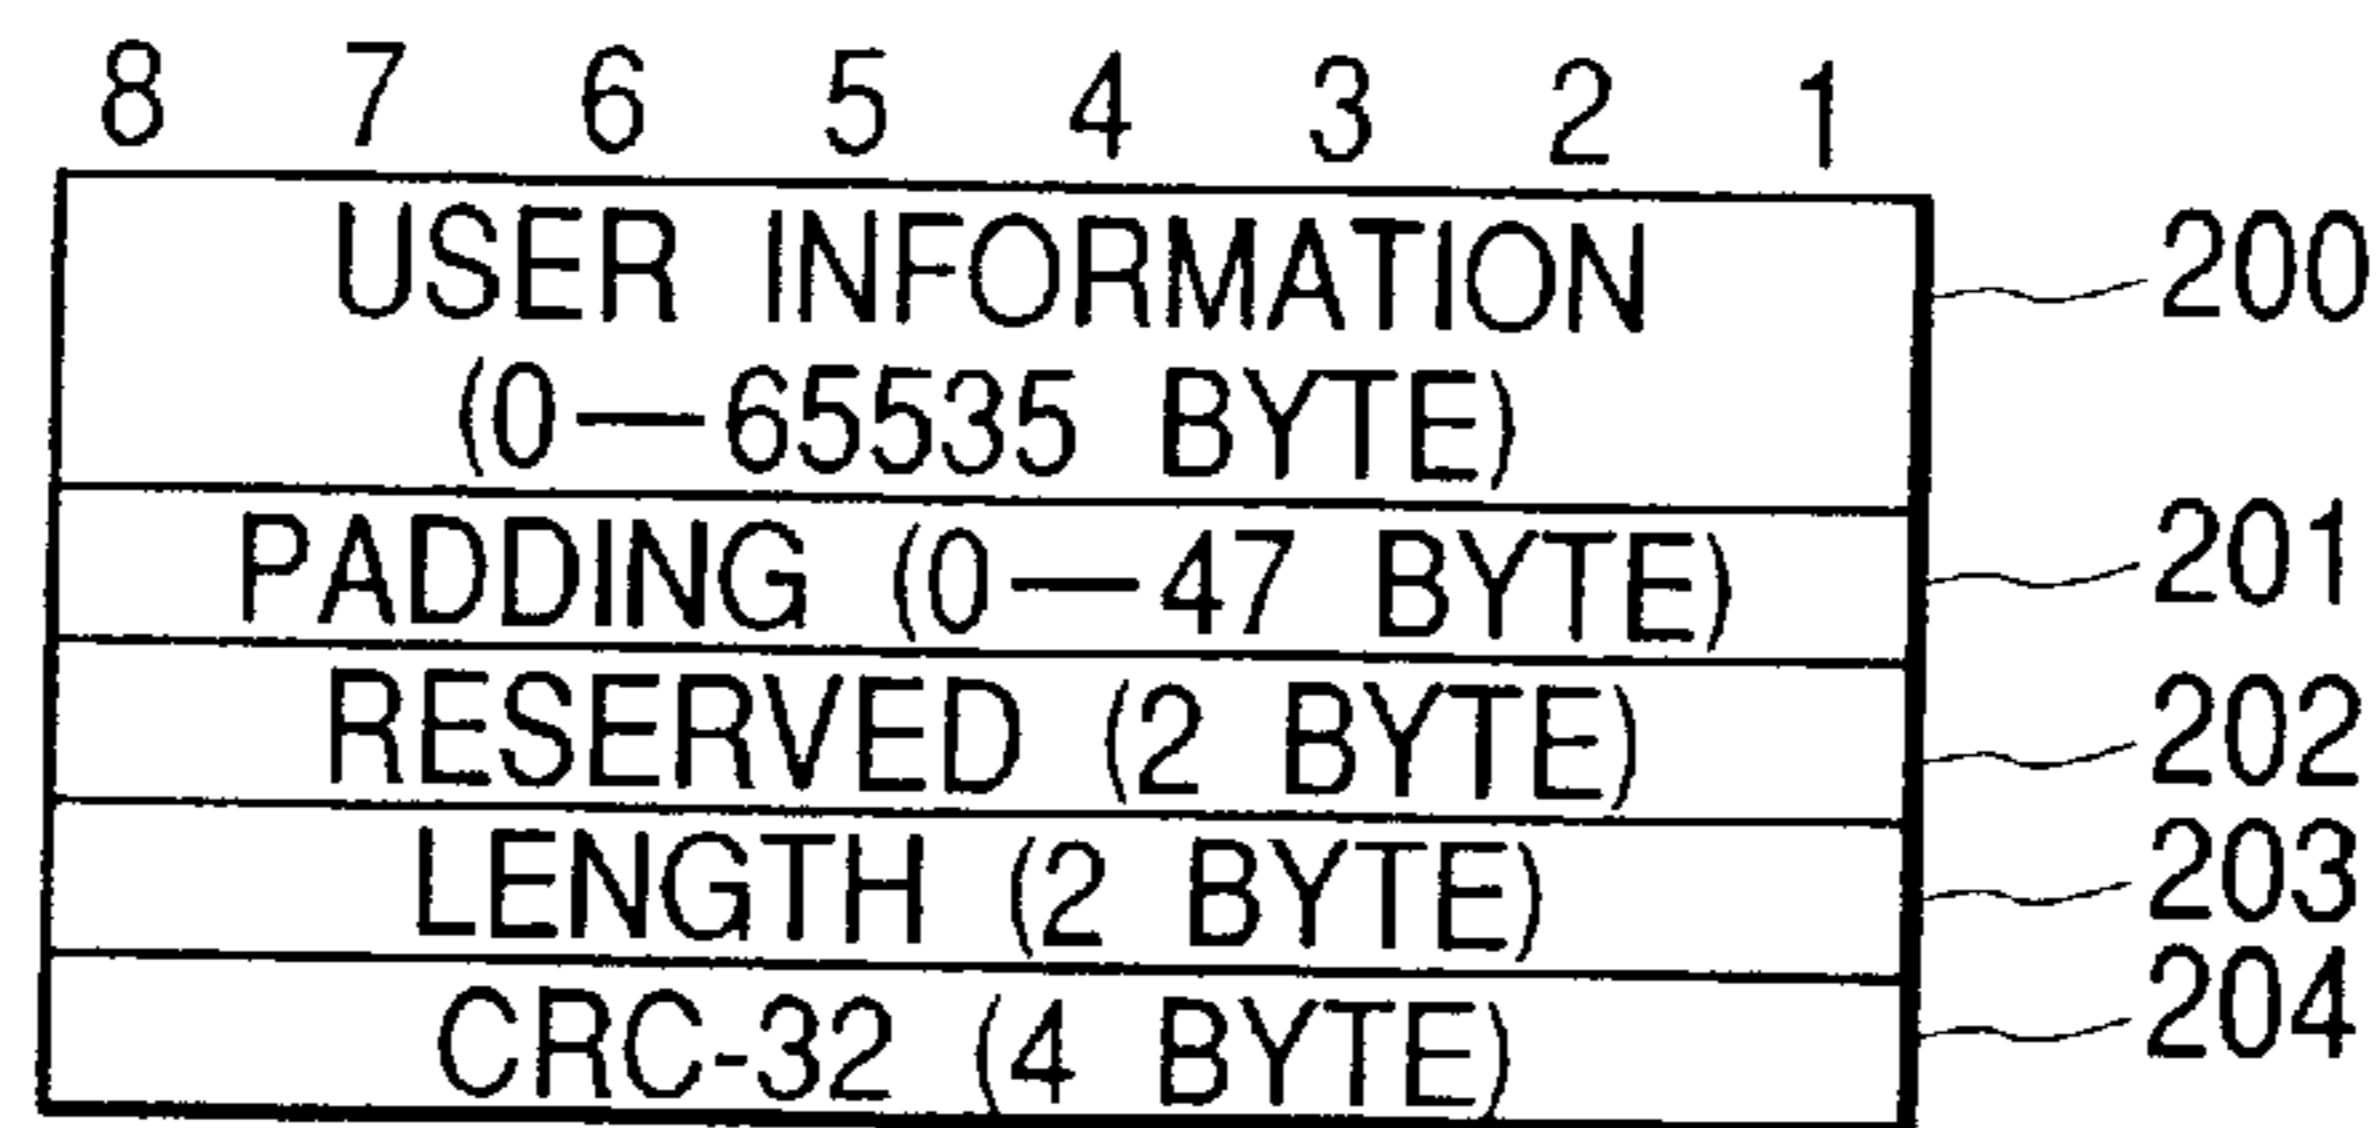 8 7 6 5 4 3 2 1
USER INFORMATION 200
(0—65535 BYTE)
PADDING (0—47 BYTE) 201
RESERVED (2 BYTE) 202
LENGTH (2 BYTE) 203
CRC-32 (4 BYTE) 204